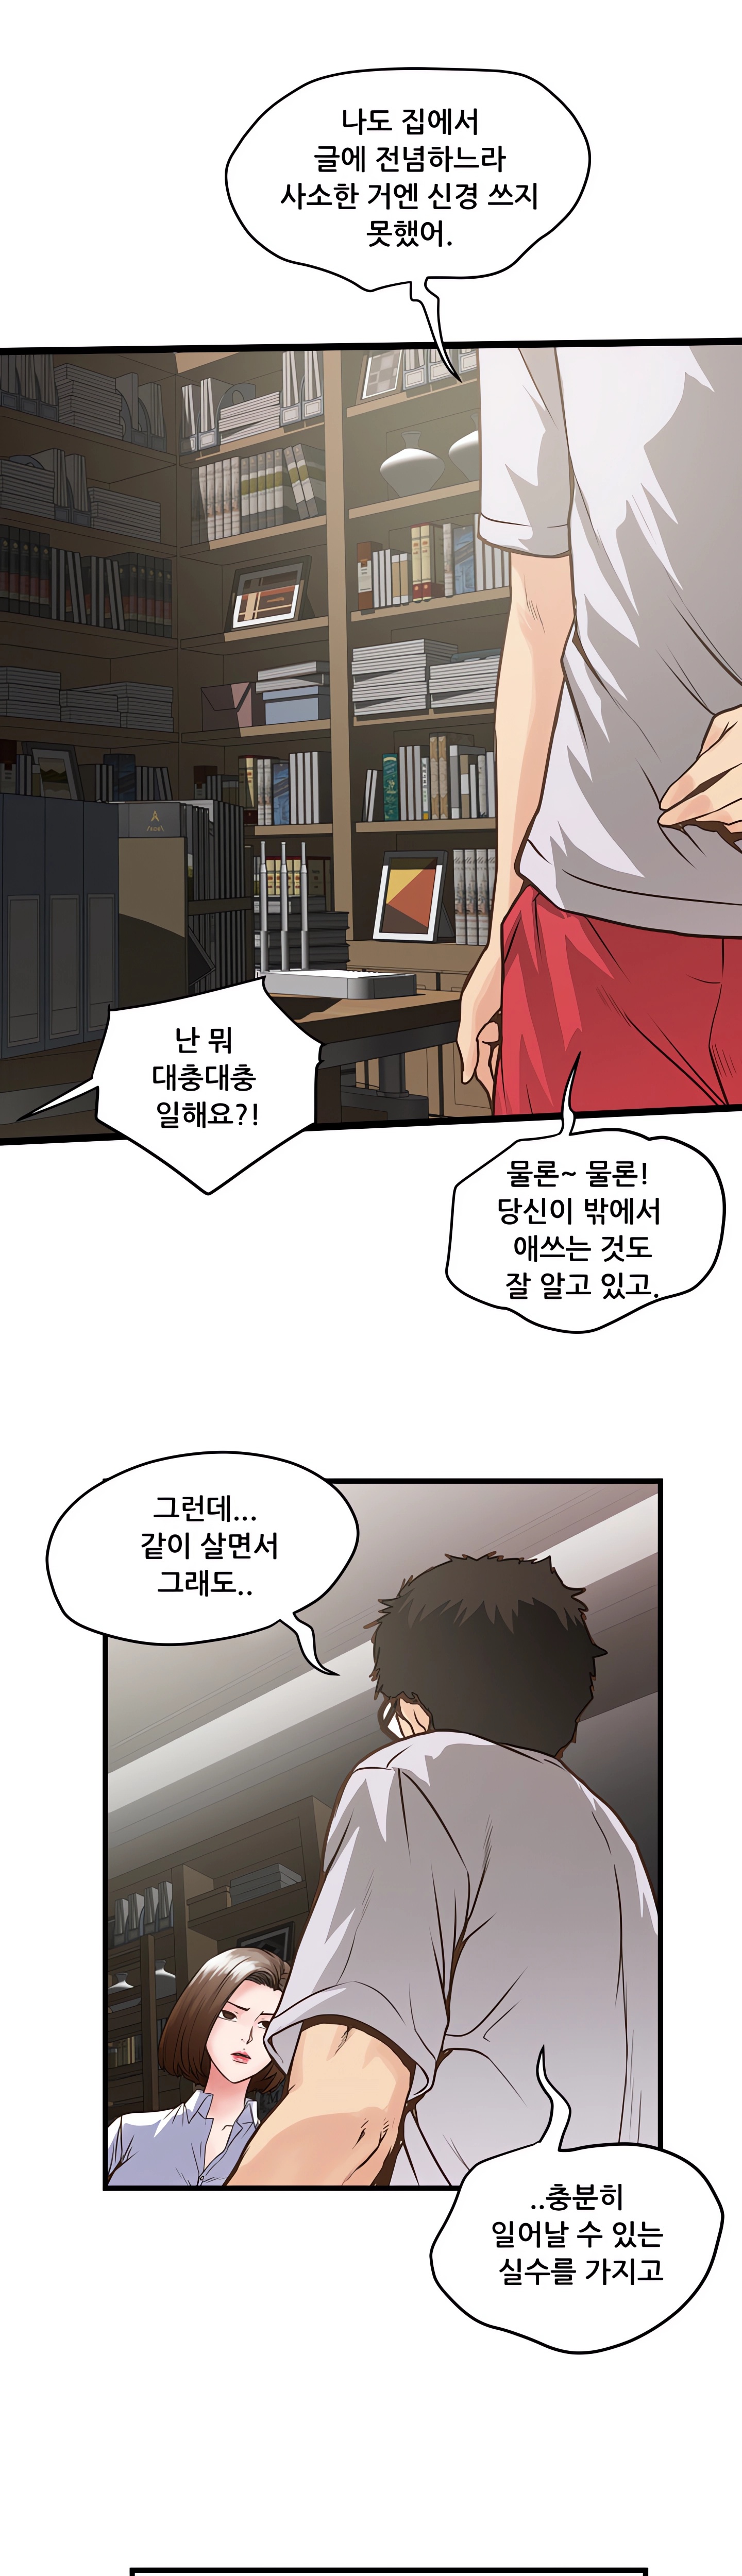 나도 집에서
글에 전념하느라
사소한 거엔 신경 쓰지
못했어.
난 뭐
대충대충
일해요?!
물론~ 물론!
당신이 밖에서
애쓰는 것도
잘 알고 있고.
그런데...
같이 살면서
그래도..
..충분히
일어날 수 있는
실수를 가지고